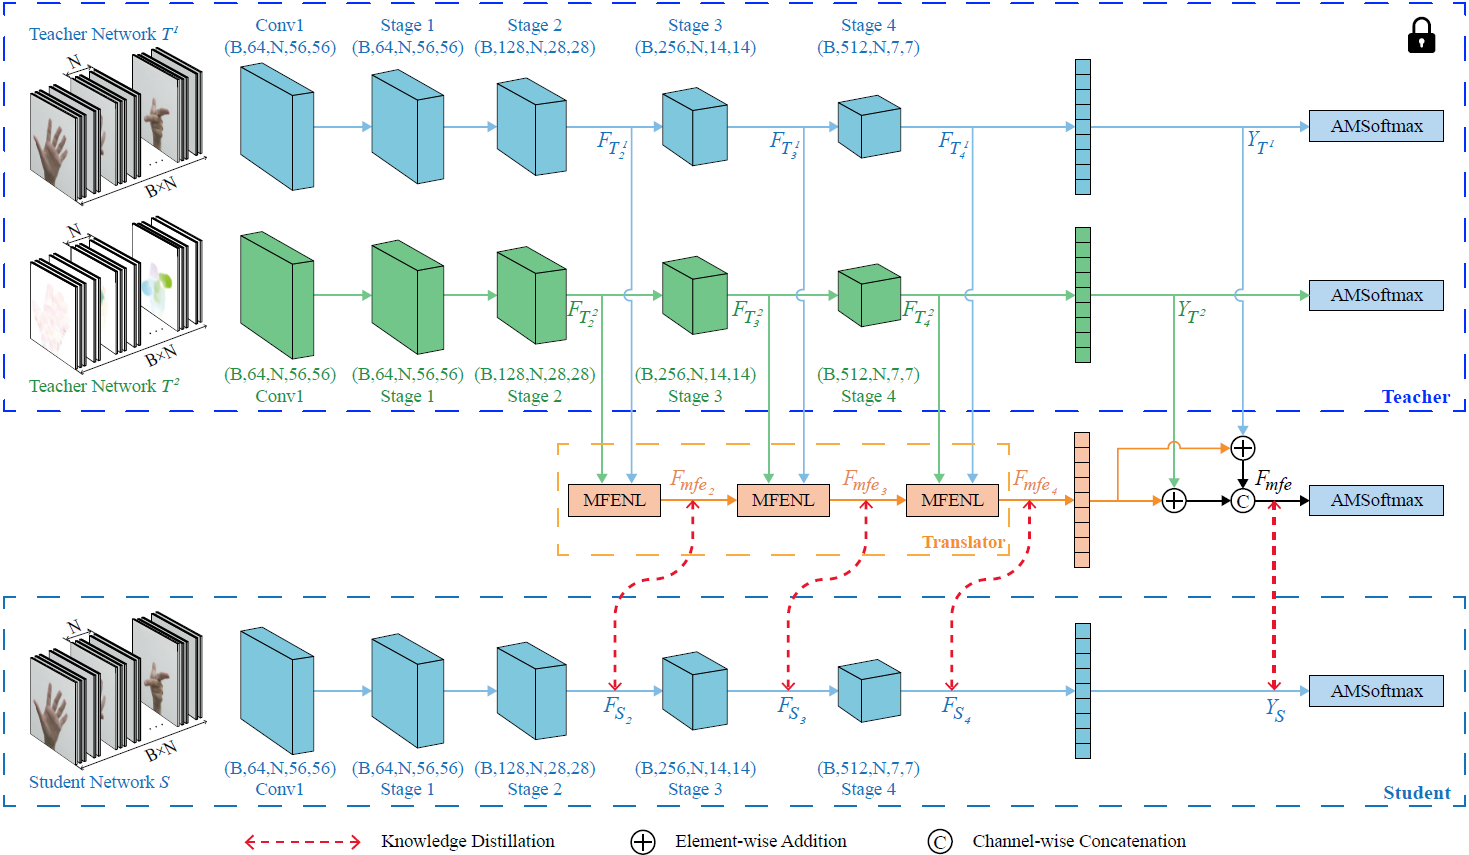 Teacher Network T¹
Conv1
(B,64,N,56,56)
Stage 1
(B,64,N,56,56)
Stage 2
(B,128,N,28,28)
Stage 3
(B,256,N,14,14)
Stage 4
(B,512,N,7,7)
N
...
B×N
F_{T_2^1}
F_{T_3^1}
F_{T_4^1}
Y_{T^1}
AMSoftmax
N
...
B×N
F_{T_2^2}
F_{T_3^2}
F_{T_4^2}
Y_{T^2}
AMSoftmax
Teacher Network T²
(B,64,N,56,56)
Conv1
(B,64,N,56,56)
Stage 1
(B,128,N,28,28)
Stage 2
(B,256,N,14,14)
Stage 3
(B,512,N,7,7)
Stage 4
Teacher
MFENL
F_{mfe_2}
MFENL
F_{mfe_3}
MFENL
F_{mfe_4}
C
F_{mfe}
AMSoftmax
Translator
N
...
B×N
F_{S_2}
F_{S_3}
F_{S_4}
Y_S
AMSoftmax
Student Network S
(B,64,N,56,56)
Conv1
(B,64,N,56,56)
Stage 1
(B,128,N,28,28)
Stage 2
(B,256,N,14,14)
Stage 3
(B,512,N,7,7)
Stage 4
Student
Knowledge Distillation
Element-wise Addition
C Channel-wise Concatenation